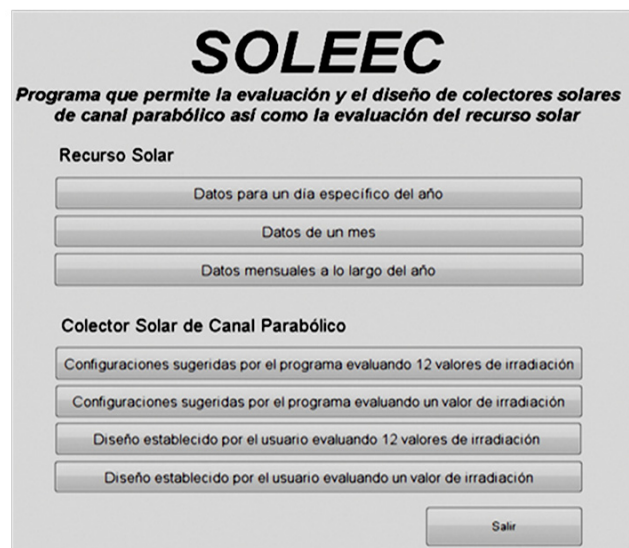 SOLEEC
Programa que permite la evaluación y el diseño de colectores solares
de canal parabólico así como la evaluación del recurso solar
Recurso Solar
Datos para un día específico del año
Datos de un mes
Datos mensuales a lo largo del año
Colector Solar de Canal Parabólico
Configuraciones sugeridas por el programa evaluando 12 valores de irradiación
Configuraciones sugeridas por el programa evaluando un valor de irradiación
Diseño establecido por el usuario evaluando 12 valores de irradiación
Diseño establecido por el usuario evaluando un valor de irradiación
Salir